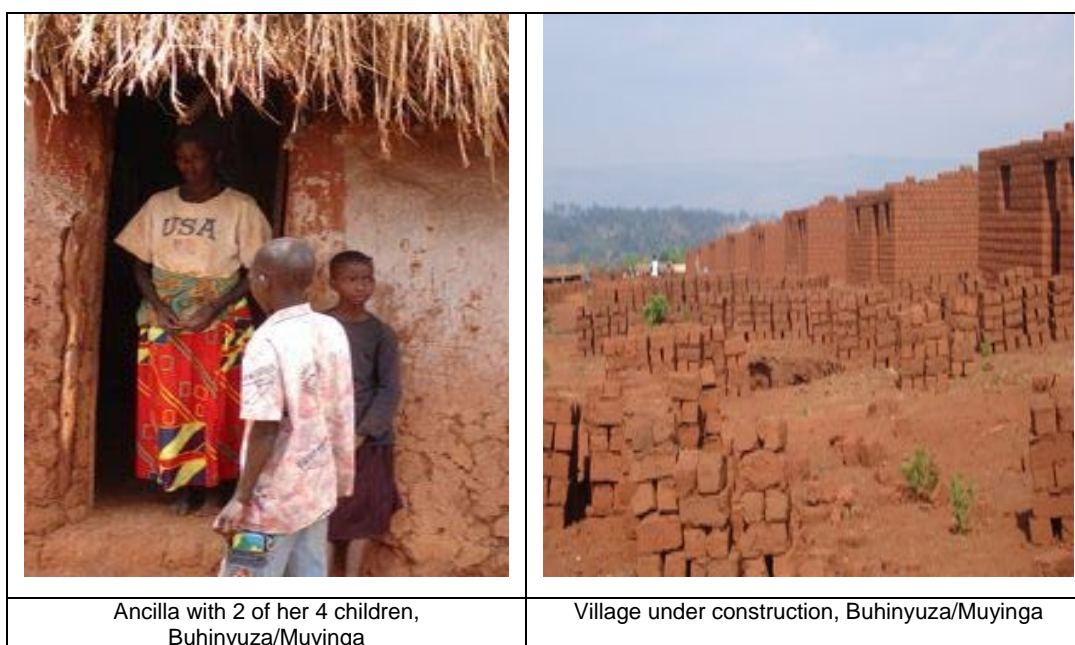 USA
Ancilla with 2 of her 4 children,
Buhinyuza/Muyinga
Village under construction, Buhinyuza/Muyinga